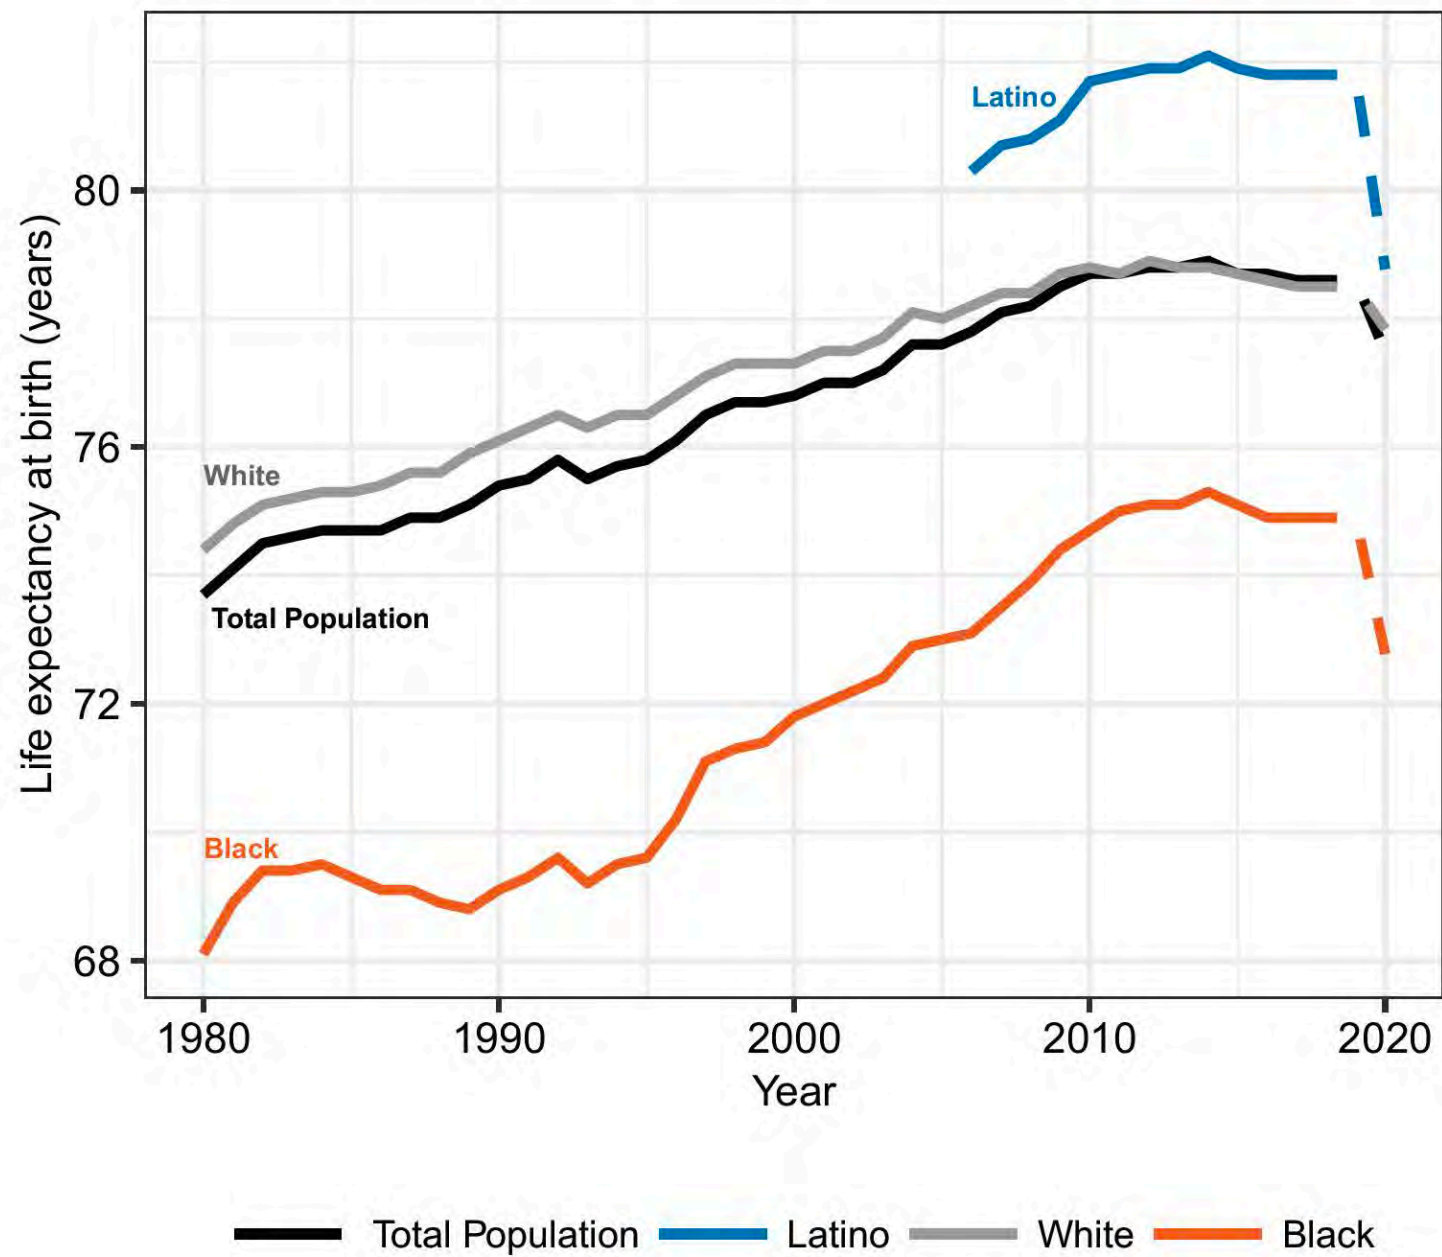 Latino
80
76
White
Total Population
72
Black
68
Life expectancy at birth (years)
1980 1990 2000 2010 2020
Year
Total Population Latino White Black